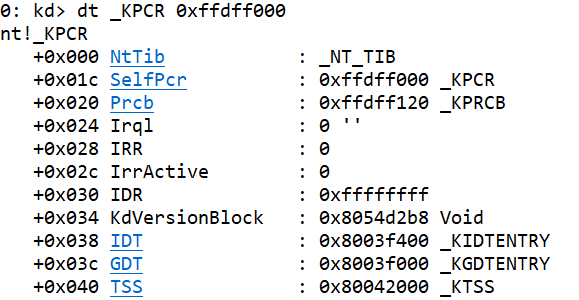 0: kd> dt _KPCR 0xffdff000
nt!_KPCR
+0x000 NtTib : _NT_TIB
+0x01c SelfPcr : 0xffdff000 _KPCR
+0x020 Prcb : 0xffdff120 _KPRCB
+0x024 Irql : 0 ''
+0x028 IRR : 0
+0x02c IrrActive : 0
+0x030 IDR : 0xffffffff
+0x034 KdVersionBlock : 0x8054d2b8 Void
+0x038 IDT : 0x8003f400 _KIDTENTRY
+0x03c GDT : 0x8003f000 _KGDTENTRY
+0x040 TSS : 0x80042000 _KTSS